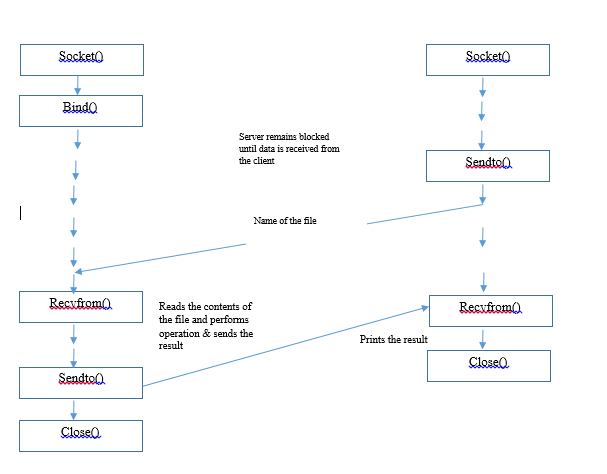 Socket()
Socket()
Bind()
Server remains blocked
until data is received from
the client
Sendto()
Name of the file
Recvfrom()
Reads the contents of
the file and performs
operation & sends the
result
Recvfrom()
Prints the result
Close()
Sendto()
Close()